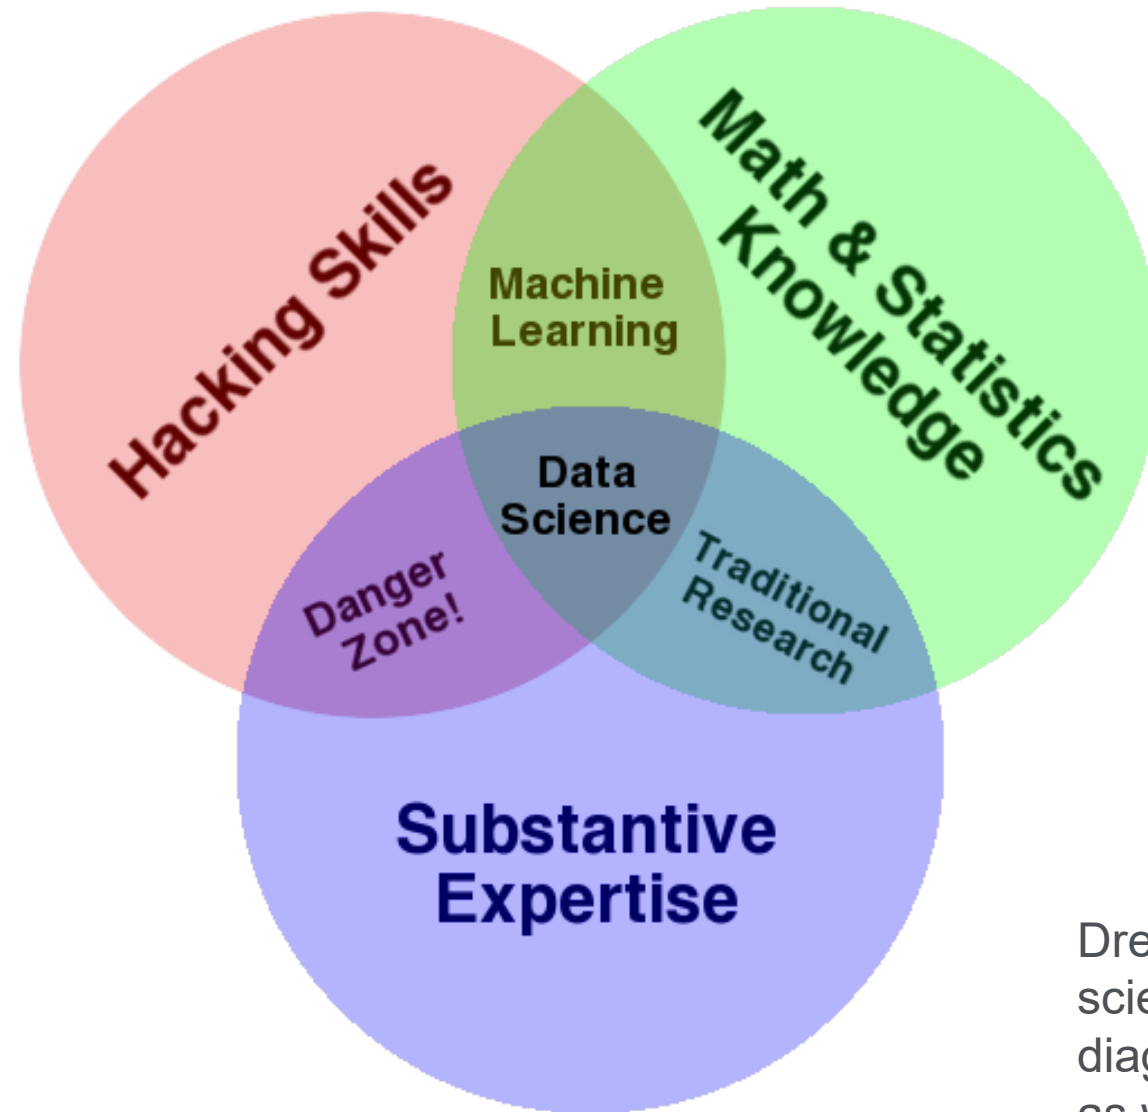 Hacking Skills
Math & Statistics
Knowledge
Machine
Learning
Data
Science
Danger
Zone!
Traditional
Research
Substantive
Expertise
Dre
scie
diag